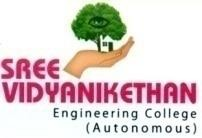 SREE
VIDYANIKETHAN
Engineering College
(Autonomous)